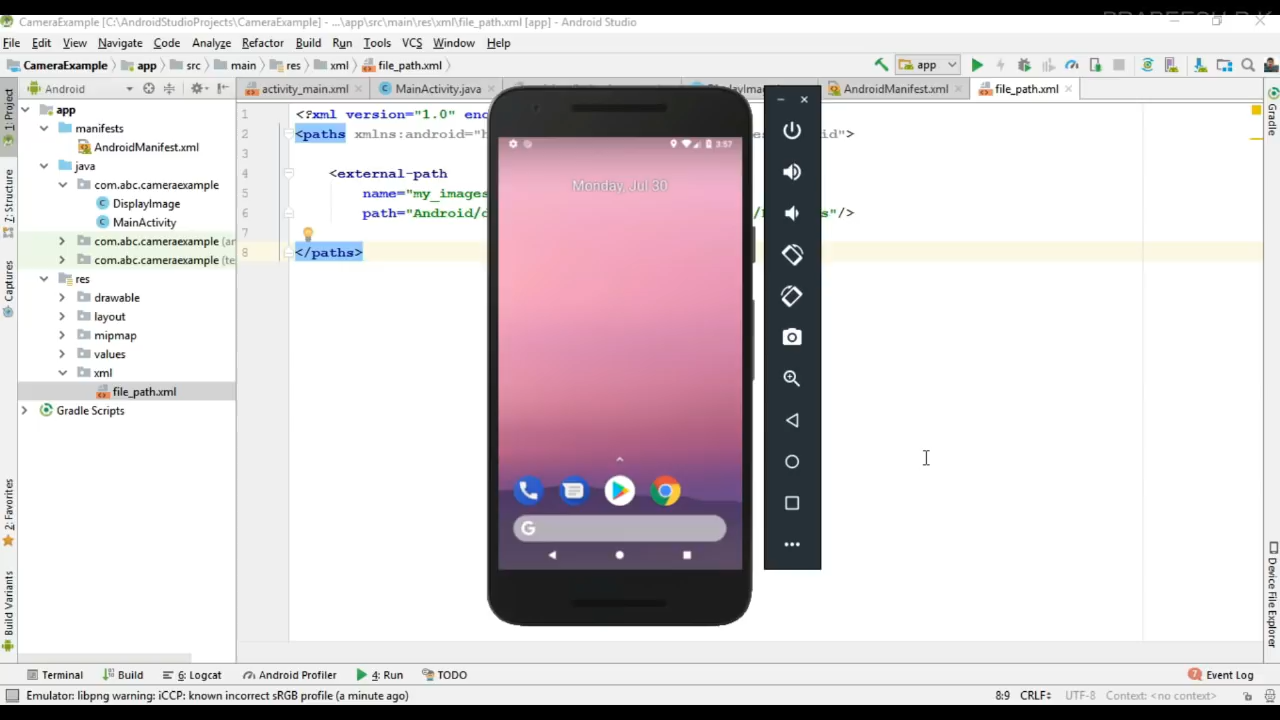 CameraExample [C:\AndroidStudioProjects\CameraExample] - ...\app\src\main\res\xml\file_path.xml [app] - Android Studio
File Edit View Navigate Code Analyze Refactor Build Run Tools VCS Window Help
CameraExample app src main res xml file_path.xml app
Android activity_main.xml MainActivity.java AndroidManifest.xml file_path.xml
1: Project
Z: Structure
Captures
2: Favorites
Build Variants
app
manifests
AndroidManifest.xml
java
com.abc.cameraexample
DisplayImage
MainActivity
com.abc.cameraexample (ar
com.abc.cameraexample (te
res
drawable
layout
mipmap
values
xml
file_path.xml
Gradle Scripts
1 <?xml version="1.0" enc
2 <paths xmlns:android="h id">
3
4 <external-path
5 name="my_images
6 path="Android/d s"/>
7
8 </paths>
3:57
Monday, Jul 30
G
Gradle
Device File Explorer
Terminal Build 6: Logcat Android Profiler 4: Run TODO 7 Event Log
Emulator: libpng warning: iCCP: known incorrect sRGB profile (a minute ago) 8:9 CRLF UTF-8 Context: <no context>